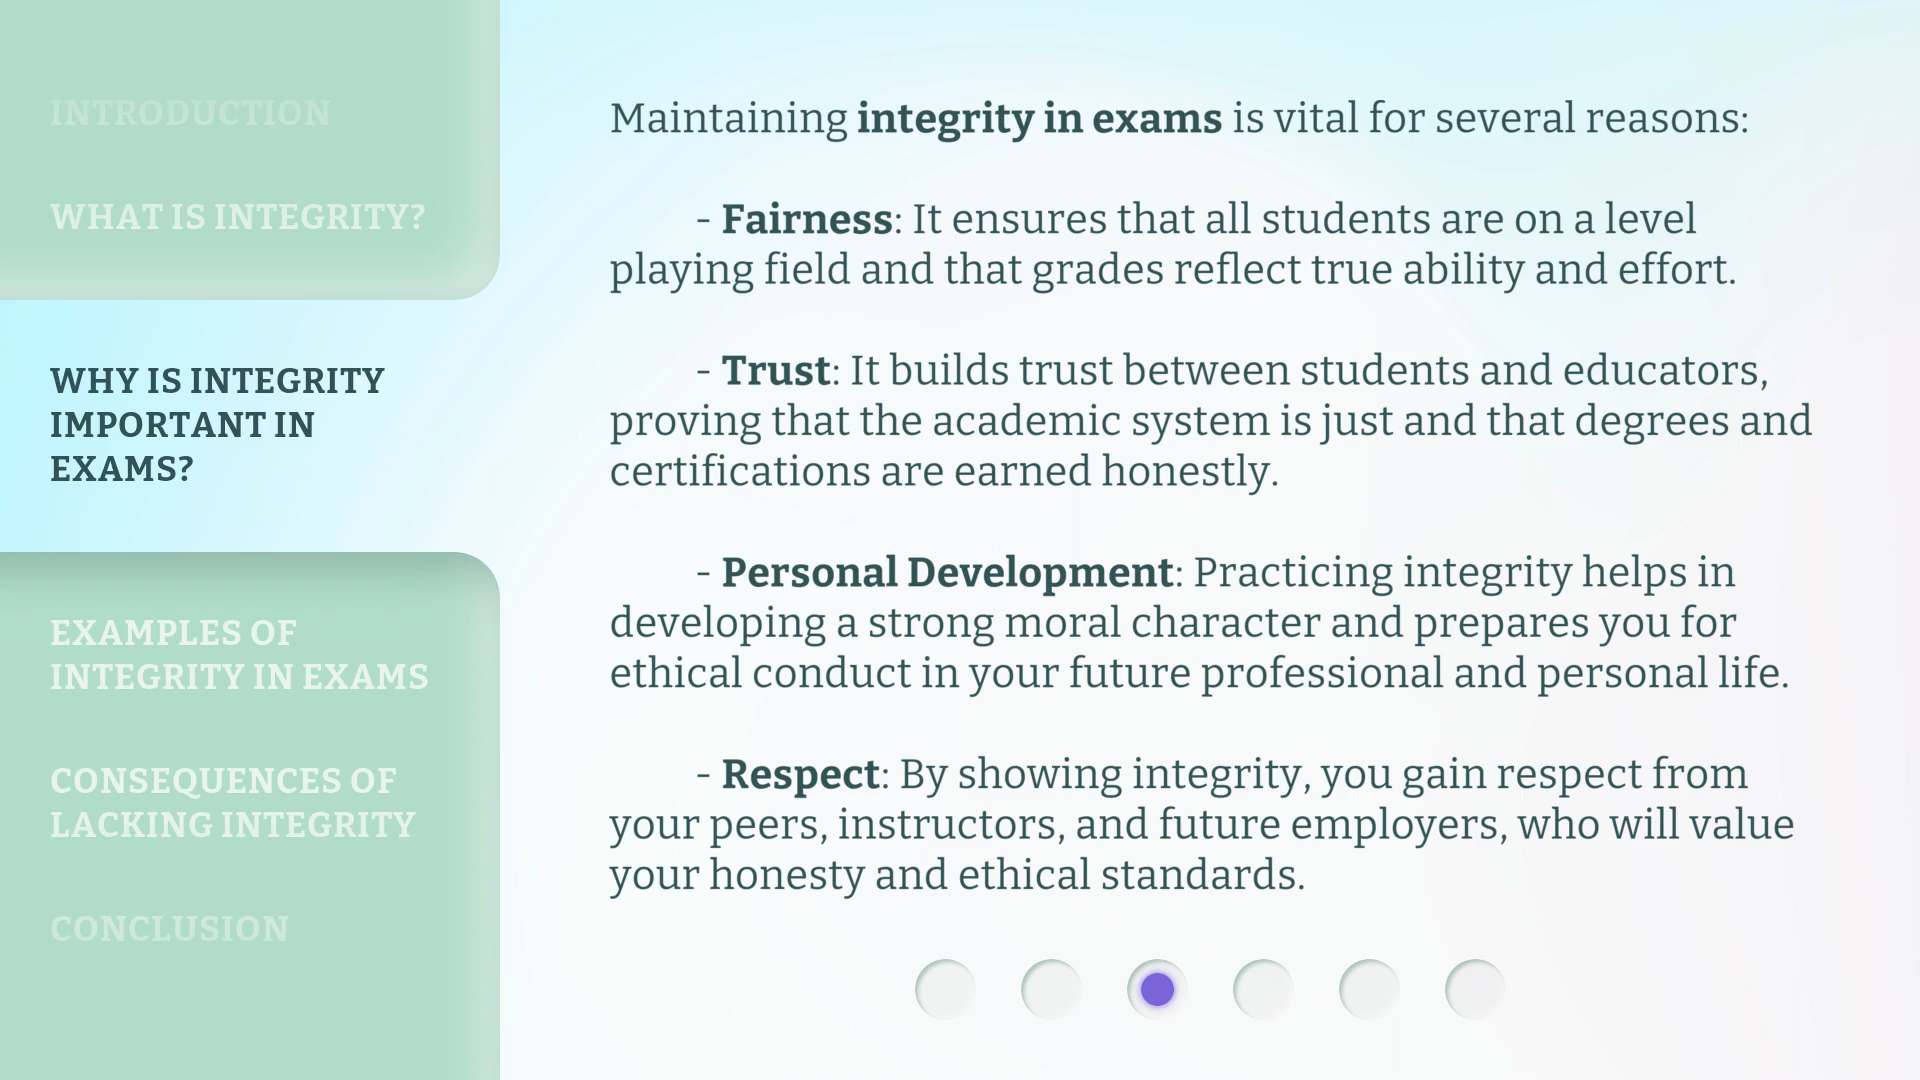 INTRODUCTION
WHAT IS INTEGRITY?
WHY IS INTEGRITY
IMPORTANT IN
EXAMS?
EXAMPLES OF
INTEGRITY IN EXAMS
CONSEQUENCES OF
LACKING INTEGRITY
CONCLUSION
Maintaining integrity in exams is vital for several reasons:
- Fairness: It ensures that all students are on a level
playing field and that grades reflect true ability and effort.
- Trust: It builds trust between students and educators,
proving that the academic system is just and that degrees and
certifications are earned honestly.
- Personal Development: Practicing integrity helps in
developing a strong moral character and prepares you for
ethical conduct in your future professional and personal life.
- Respect: By showing integrity, you gain respect from
your peers, instructors, and future employers, who will value
your honesty and ethical standards.